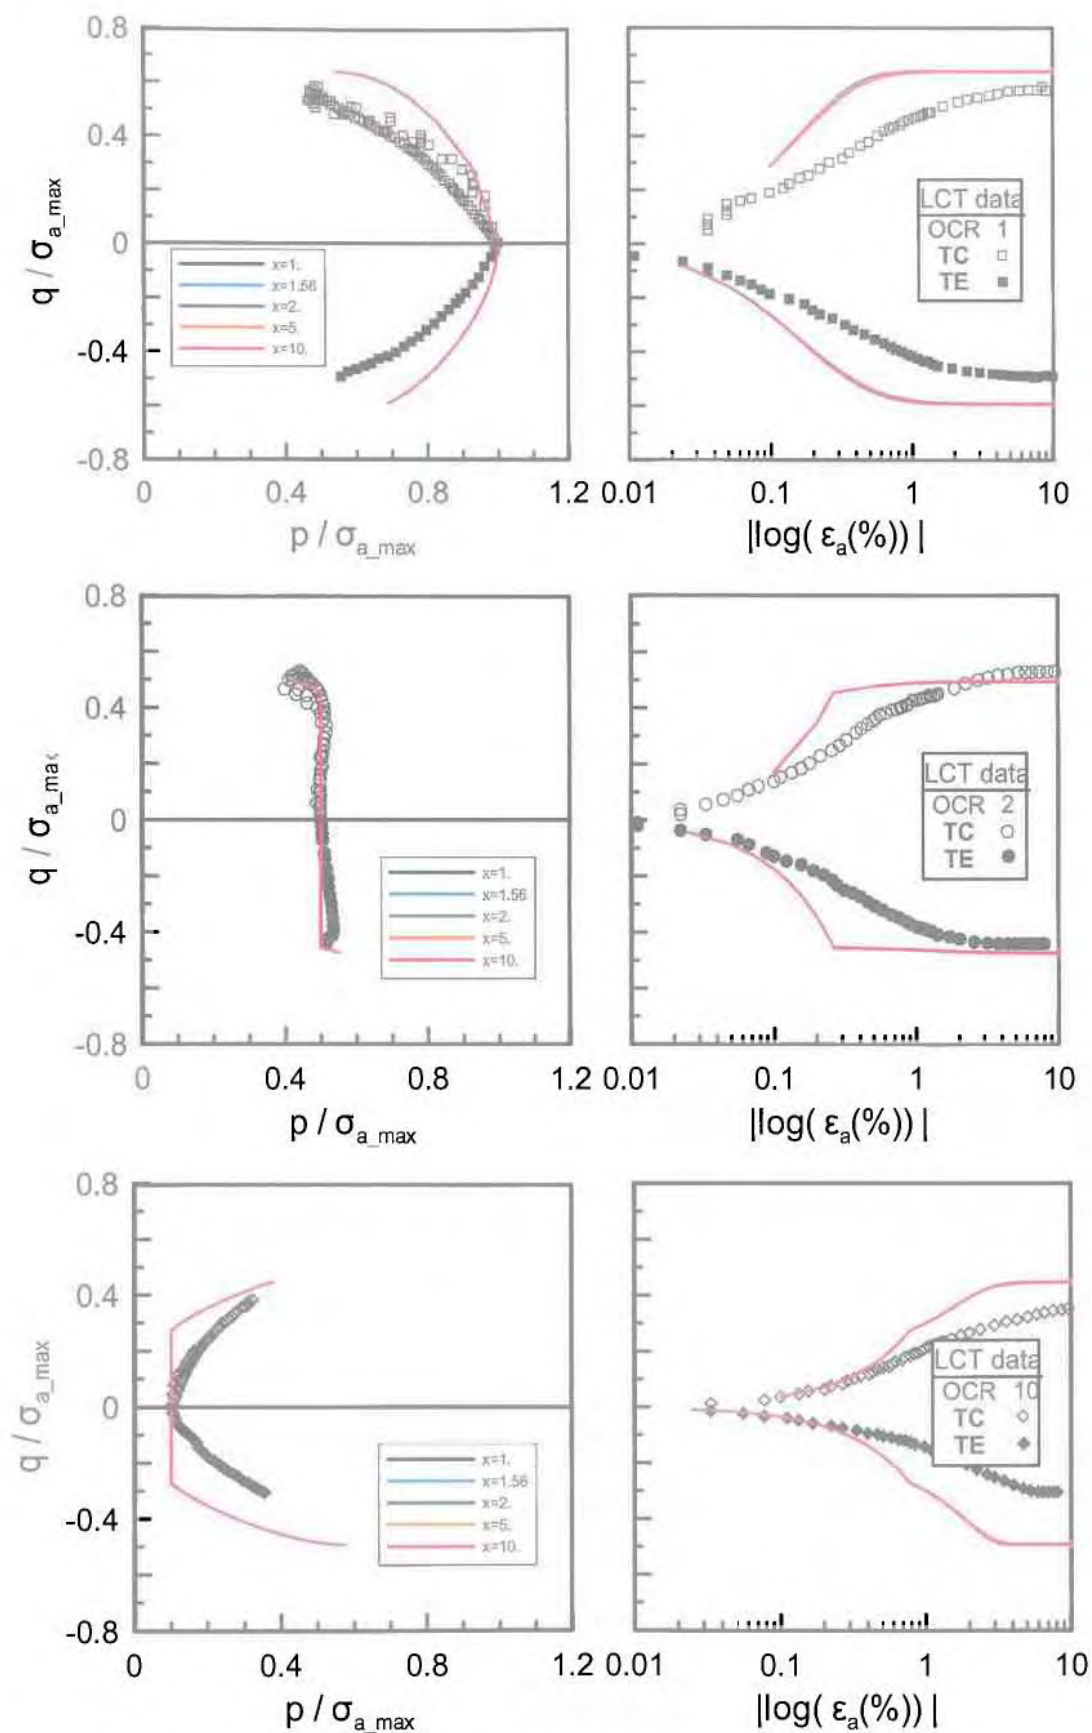 0.8
0.4
0
-0.4
-0.8
q / σa_max
x=1.
x=1.56
x=2.
x=5.
x=10.
0 0.4 0.8 1.2
p / σa_max
LCT data
OCR 1
TC
TE
0.01 0.1 1 10
|log( εa(%)) |
0.8
0.4
0
-0.4
-0.8
q / σa_max
x=1.
x=1.56
x=2.
x=5.
x=10.
0 0.4 0.8 1.2
p / σa_max
LCT data
OCR 2
TC
TE
0.01 0.1 1 10
|log( εa(%)) |
0.8
0.4
0
-0.4
-0.8
q / σa_max
x=1.
x=1.56
x=2.
x=5.
x=10.
0 0.4 0.8 1.2
p / σa_max
LCT data
OCR 10
TC
TE
0.01 0.1 1 10
|log( εa(%)) |